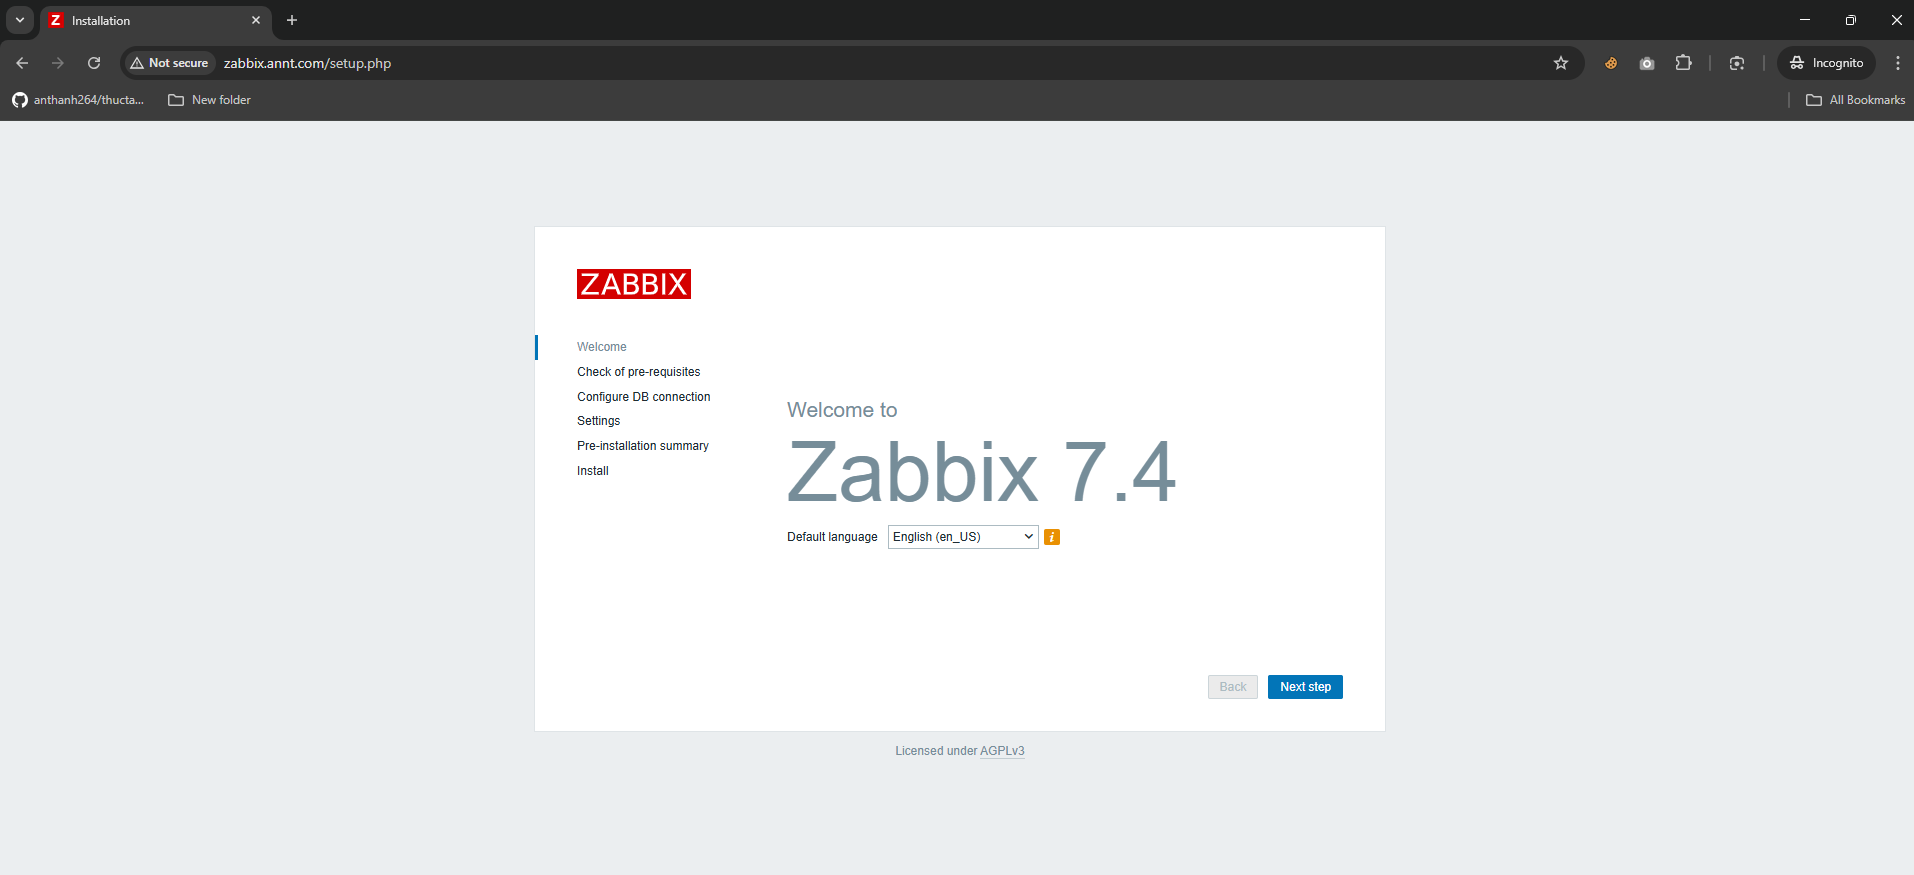 Z Installation
Not secure zabbix.annt.com/setup.php
Incognito
anthanh264/thucta...
New folder
All Bookmarks
ZABBIX
Welcome
Check of pre-requisites
Configure DB connection
Settings
Pre-installation summary
Install
Welcome to
Zabbix 7.4
Default language English (en_US) i
Back Next step
Licensed under AGPLv3